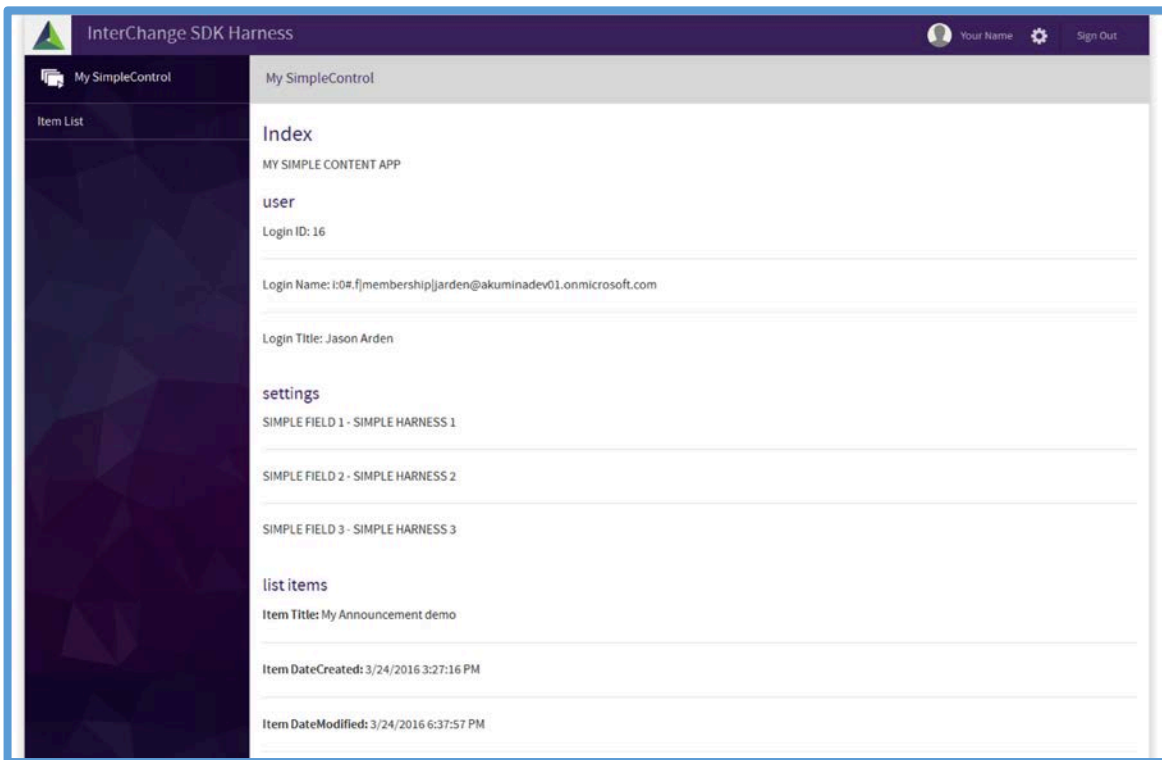 InterChange SDK Harness
Your Name
Sign Out
My SimpleControl
My SimpleControl
Item List
Index
MY SIMPLE CONTENT APP
user
Login ID: 16
Login Name: i:0#.f|membership|jarden@akuminadev01.onmicrosoft.com
Login Title: Jason Arden
settings
SIMPLE FIELD 1 - SIMPLE HARNESS 1
SIMPLE FIELD 2 - SIMPLE HARNESS 2
SIMPLE FIELD 3 - SIMPLE HARNESS 3
list items
Item Title: My Announcement demo
Item DateCreated: 3/24/2016 3:27:16 PM
Item DateModified: 3/24/2016 6:37:57 PM